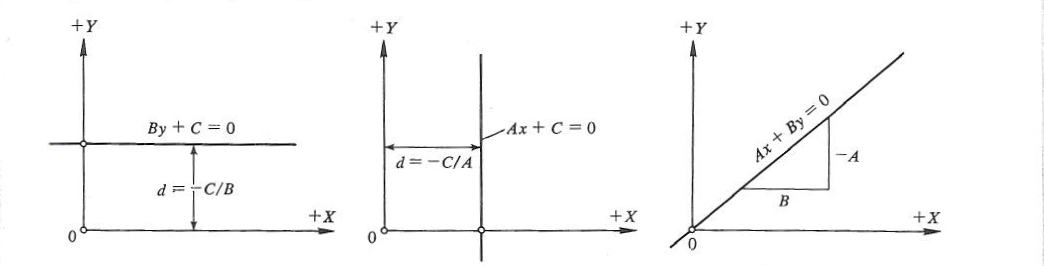 +Y
By + C = 0
d = -C/B
+X
0
+Y
Ax + C = 0
d = -C/A
+X
0
+Y
Ax + By = 0
-A
B
+X
0